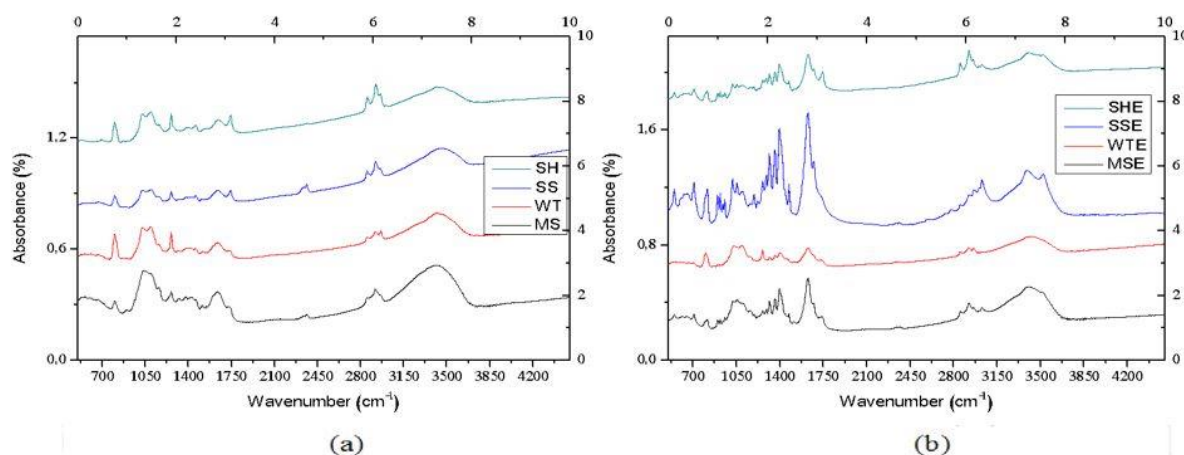 0 2 4 6 8 10
0 2 4 6 8 10
1.2
0.6
0.0
10
8
6
4
2
0
SH
SS
WT
MS
Absorbance (%)
700 1050 1400 1750 2100 2450 2800 3150 3500 3850 4200
Wavenumber (cm⁻¹)
(a)
1.6
0.8
0.0
10
8
6
4
2
0
SHE
SSE
WTE
MSE
Absorbance (%)
700 1050 1400 1750 2100 2450 2800 3150 3500 3850 4200
Wavenumber (cm⁻¹)
(b)